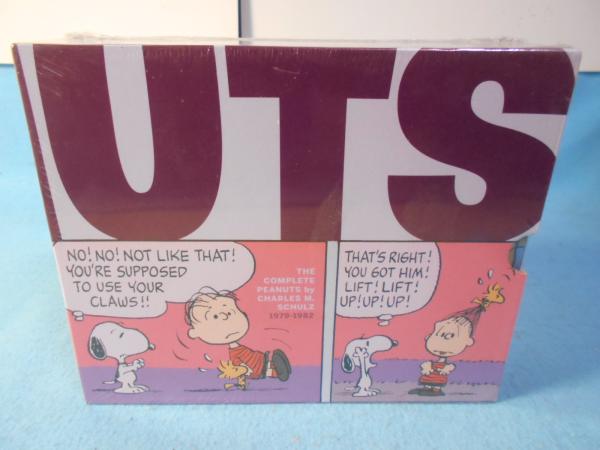 UTS
NO! NO! NOT LIKE THAT!
YOU'RE SUPPOSED
TO USE YOUR
CLAWS!!
THE
COMPLETE
PEANUTS by
CHARLES M.
SCHULZ
1979-1982
THAT'S RIGHT!
YOU GOT HIM!
LIFT! LIFT!
UP! UP! UP!